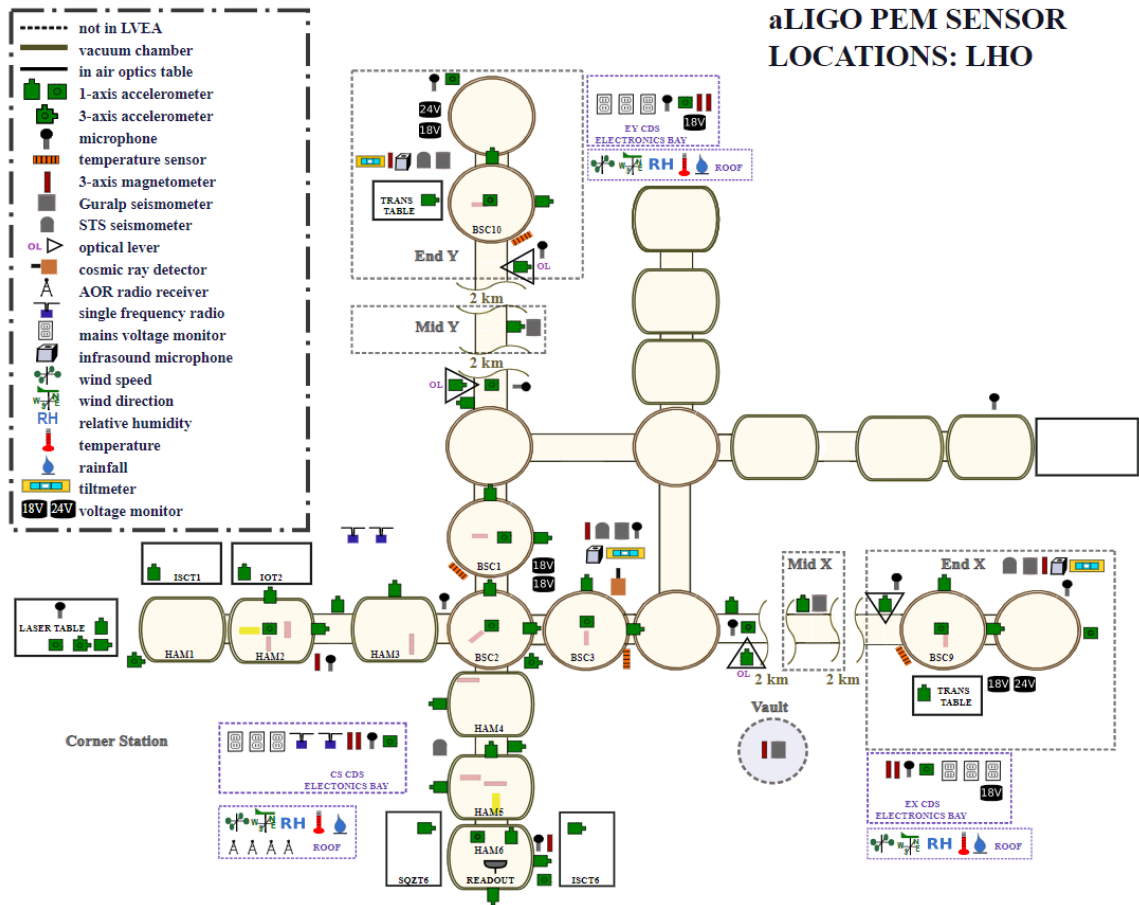 aLIGO PEM SENSOR
LOCATIONS: LHO
not in LVEA
vacuum chamber
in air optics table
1-axis accelerometer
3-axis accelerometer
microphone
temperature sensor
3-axis magnetometer
Guralp seismometer
STS seismometer
OL optical lever
cosmic ray detector
AOR radio receiver
single frequency radio
mains voltage monitor
infrasound microphone
wind speed
W S N E wind direction
RH relative humidity
temperature
rainfall
tiltmeter
18V 24V voltage monitor
24V
18V
TRANS
TABLE
BSC10
End Y
OL
2 km
EY CDS
ELECTRONICS BAY
18V
W S N E RH ROOF
Mid Y
2 km
OL
BSC1
18V
18V
ISCT1
IOT2
LASER TABLE
HAM1
HAM2
HAM3
BSC2
BSC3
OL
2 km
Mid X
2 km
End X
BSC9
TRANS
TABLE
18V 24V
Vault
HAM4
Corner Station
CS CDS
ELECTONICS BAY
W S N E RH
ROOF
HAM5
HAM6
READOUT
SQZT6
ISCT6
18V
EX CDS
ELECTRONICS BAY
W S N E RH ROOF